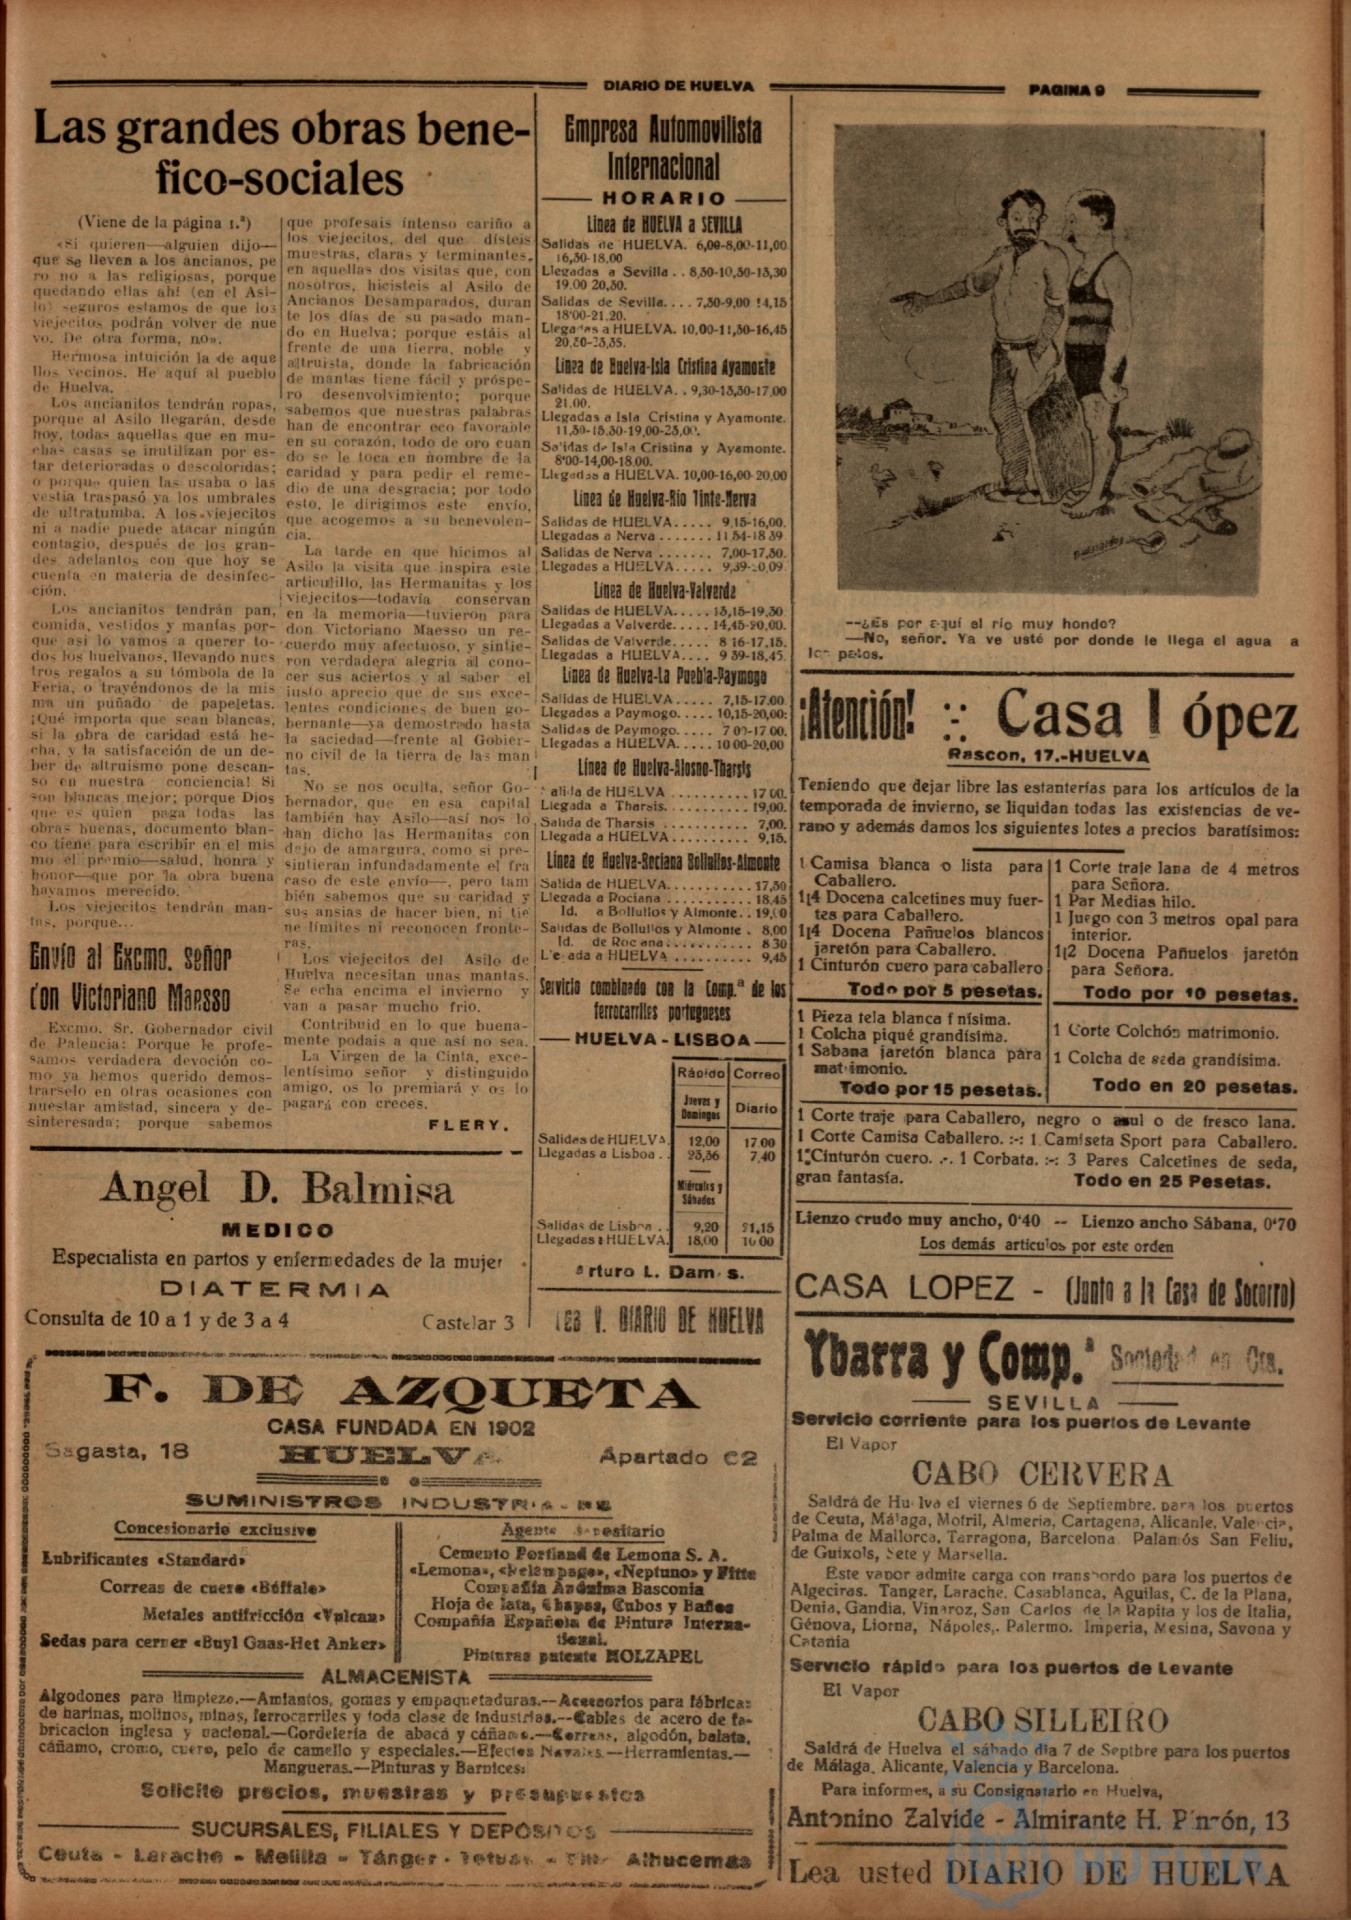 DIARIO DE HUELVA
PAGINA 9
Las grandes obras bene-
fico-sociales
(Viene de la página 1.ª)
«Si quieren—alguien dijo—
que se lleven a los ancianos, pe
ro no a las religiosas, porque
quedando ellas ahí (en el Asi-
lo) seguros estamos de que los
viejecitos podrán volver de nue
vo. De otra forma, no».
Hermosa intuición la de aque
llos vecinos. He aquí al pueblo
de Huelva.
Los ancianitos tendrán ropas,
porque al Asilo llegarán, desde
hoy, todas aquellas que en mu-
chas casas se inutilizan por es-
tar deterioradas o descoloridas;
o porque quien las usaba o las
vestía traspasó ya los umbrales
de ultratumba. A los viejecitos
ni a nadie puede atacar ningún
contagio, después de los gran-
des adelantos con que hoy se
cuenta en materia de desinfec-
ción.
Los ancianitos tendrán pan,
comida, vestidos y mantas por-
que asi lo vamos a querer to-
dos los huelvanos, llevando nues
tros regalos a su tómbola de la
Feria, o trayéndonos de la mis
ma un puñado de papeletas.
¡Qué importa que sean blancas,
si la obra de caridad está he-
cha, y la satisfacción de un de-
ber de altruismo pone descan-
so en nuestra conciencia! Si
son blancas mejor; porque Dios
que es quien paga todas las
obras buenas, documento blan-
co tiene para escribir en el mis
mo el premio—salud, honra y
honor—que por la obra buena
hayamos merecido.
Los viejecitos tendrán man-
tas, porque...
Envío al Excmo. señor
don Victoriano Maesso
Excmo. Sr. Gobernador civil
de Palencia: Porque le profe-
samos verdadera devoción co-
mo ya hemos querido demos-
trarselo en otras ocasiones con
nuestar amistad, sincera y de-
sinteresada; porque sabemos
que profesais intenso cariño a
los viejecitos, del que dísteis
muestras, claras y terminantes,
en aquellas dos visitas que, con
nosotros, hicisteis al Asilo de
Ancianos Desamparados, duran
te los días de su pasado man-
do en Huelva; porque estáis al
frente de una tierra, noble y
altruista, donde la fabricación
de mantas tiene fácil y próspe-
ro desenvolvimiento; porque
sabemos que nuestras palabras
han de encontrar eco favorable
en su corazón, todo de oro cuan
do se le toca en nombre de la
caridad y para pedir el reme-
dio de una desgracia; por todo
esto, le dirigimos este envío,
que acogemos a su benevolen-
cia.
La tarde en que hicimos al
Asilo la visita que inspira este
articulillo, las Hermanitas y los
viejecitos—todavía conservan
en la memoria—tuvieron para
don Victoriano Maesso un re-
cuerdo muy afectuoso, y sintie-
ron verdadera alegria al cono-
cer sus aciertos y al saber el
justo aprecio que de sus exce-
lentes condiciones de buen go-
bernante—ya demostrado hasta
la saciedad—frente al Gobier-
no civil de la tierra de las man
tas.
No se nos oculta, señor Go-
bernador, que en esa capital
también hay Asilo—así nos lo
han dicho las Hermanitas con
dejo de amargura, como si pre-
sintieran infundadamente el fra
caso de este envío—, pero tam
bién sabemos que su caridad y
sus ansias de hacer bien, ni tie
ne límites ni reconocen fronte-
ras.
Los viejecitos del Asilo de
Huelva necesitan unas mantas.
Se echa encima el invierno y
van a pasar mucho frio.
Contribuid en lo que buena-
mente podais a que así no sea.
La Virgen de la Cinta, exce-
lentísimo señor y distinguido
amigo, os lo premiará y os lo
pagará con creces.
FLERY.
Angel D. Balmisa
MEDICO
Especialista en partos y enfermedades de la mujer
DIATERMIA
Consulta de 10 a 1 y de 3 a 4 Castelar 3
Empresa Automovilista
Internacional
HORARIO
Línea de HUELVA a SEVILLA
Salidas de HUELVA. 6,00-8,00-11,00
16,30-18.00
Llegadas a Sevilla . . 8,30-10,30-13,30
19.00 20,30.
Salidas de Sevilla. . . . 7,30-9,00 14,15
18'00-21.20.
Llegadas a HUELVA. 10,00-11,30-16,45
20,30-23,35.
Línea de Huelva-Isla Cristina Ayamonte
Salidas de HUELVA. . 9,30-13,30-17,00
21.00.
Llegadas a Isla Cristina y Ayamonte.
11,30-15,30-19,00-23,00.
Salidas de Isla Cristina y Ayamonte.
8'00-14,00-18.00.
Llegadas a HUELVA. 10,00-16,00-20,00
Línea de Huelva-Río Tinto-Nerva
Salidas de HUELVA. . . . . 9,15-16,00.
Llegadas a Nerva . . . . . . . 11 54-18 39
Salidas de Nerva . . . . . . . 7,00-17,30.
Llegadas a HUELVA. . . . . 9,39-20,09.
Línea de Huelva-Valverde
Salidas de HUELVA. . . . . 13,15-19,30
Llegadas a Valverde. . . . . 14,45-20,00.
Salidas de Valverde. . . . . 8 16-17,15.
Llegadas a HUELVA. . . . 9 39-18,45.
Línea de Huelva-La Puebla-Paymogo
Salidas de HUELVA. . . . . 7,15-17,00.
Llegadas a Paymogo. . . . . 10,15-20,00:
Salidas de Paymogo. . . . . 7 00-17 00.
Llegadas a HUELVA. . . . . 10 00-20,00
Línea de Huelva-Alosno-Tharsis
alida de HUELVA . . . . . . . . . 17 00.
Llegada a Tharsis. . . . . . . . . . 19,00.
Salida de Tharsis . . . . . . . . . . 7,00.
Llegada a HUELVA. . . . . . . . . 9,15.
Línea de Huelva-Rociana Bollullos-Almonte
Salida de HUELVA. . . . . . . . . 17,30
Llegada a Rociana . . . . . . . . . 18,45
Id. a Bollullos y Almonte . . 19,00
Salidas de Bollullos y Almonte . 8,00
Id. de Rociana . . . . . . . . . . 8 30
Llegada a HUELVA . . . . . . . . 9,45
Servicio combinado con la Comp.ª de los
ferrocarriles portugueses
HUELVA - LISBOA
Rápido Correo
Jueves y
Domingos Diario
Salidas de HUELVA. 12,00 17 00
Llegadas a Lisboa . . 23,36 7,40
Miércoles y
Sábados
Salidas de Lisboa . . 9,20 21,15
Llegadas a HUELVA. 18,00 10 00
Arturo L. Damas.
Lea V. DIARIO DE HUELVA
--¿Es por aquí el río muy hondo?
—No, señor. Ya ve usté por donde le llega el agua a
los patos.
¡Atención! :: Casa López
Rascon, 17.-HUELVA
Teniendo que dejar libre las estanterías para los artículos de la
temporada de invierno, se liquidan todas las existencias de ve-
rano y además damos los siguientes lotes a precios baratísimos:
1 Camisa blanca o lista para
Caballero.
1¡4 Docena calcetines muy fuer-
tes para Caballero.
1¡4 Docena Pañuelos blancos
jaretón para Caballero.
1 Cinturón cuero para caballero
Todo por 5 pesetas.
1 Corte traje lana de 4 metros
para Señora.
1 Par Medias hilo.
1 Juego con 3 metros opal para
interior.
1¡2 Docena Pañuelos jaretón
para Señora.
Todo por 10 pesetas.
1 Pieza tela blanca finísima.
1 Colcha piqué grandísima.
1 Sabana jaretón blanca para
matrimonio.
Todo por 15 pesetas.
1 Corte Colchón matrimonio.
1 Colcha de seda grandísima.
Todo en 20 pesetas.
1 Corte traje para Caballero, negro o asul o de fresco lana.
1 Corte Camisa Caballero. :-: 1 Camiseta Sport para Caballero.
1 Cinturón cuero. .-. 1 Corbata. :-: 3 Pares Calcetines de seda,
gran fantasía. Todo en 25 Pesetas.
Lienzo crudo muy ancho, 0'40 -- Lienzo ancho Sábana, 0'70
Los demás articulos por este orden
CASA LOPEZ - (Junto a la Casa de Socorro)
F. DE AZQUETA
CASA FUNDADA EN 1902
Sagasta, 18 HUELVA Apartado 62
SUMINISTROS INDUSTRIALES
Concesionario exclusivo
Lubrificantes «Standard»
Correas de cuero «Búffalo»
Metales antifricción «Vulcan»
Sedas para cerner «Buyl Gaas-Het Anker»
Agente depositario
Cemento Portland de Lemona S. A.
«Lemona», «Relámpago», «Neptuno» y Fitte
Compañía Anónima Basconia
Hoja de lata, Chapas, Cubos y Baños
Compañía Española de Pintura Interna-
cional.
Pinturas patente HOLZAPEL
ALMACENISTA
Algodones para limpiezo.—Amiantos, gomas y empaquetaduras.—Accesorios para fábricas
de harinas, molinos, minas, ferrocarriles y toda clase de industrias.—Cables de acero de fa-
bricacion inglesa y nacional.—Cordelería de abacá y cáñamo.—Correas, algodón, balata,
cáñamo, cromo, cuero, pelo de camello y especiales.—Efectos Navales.—Herramientas.—
Mangueras.—Pinturas y Barnices:
Solicite precios, muestras y presupuestos
SUCURSALES, FILIALES Y DEPOSITOS
Ceuta - Larache - Melilla - Tánger - Tetuan - Alhucemas
Ybarra y Comp.ª Sociedad en Cta.
SEVILLA
Servicio corriente para los puertos de Levante
El Vapor
CABO CERVERA
Saldrá de Huelva el viernes 6 de Septiembre, para los puertos
de Ceuta, Málaga, Motril, Almeria, Cartagena, Alicante, Valencia,
Palma de Mallorca, Tarragona, Barcelona Palamós San Feliu,
de Guixols, Sete y Marsella.
Este vapor admite carga con transbordo para los puertos de
Algeciras. Tanger, Larache, Casablanca, Aguilas, C. de la Plana,
Denia, Gandia, Vinaroz, San Carlos de la Rapita y los de Italia,
Génova, Liorna, Nápoles,. Palermo. Imperia, Mesina, Savona y
Catania
Servicio rápido para los puertos de Levante
El Vapor
CABO SILLEIRO
Saldrá de Huelva el sábado dia 7 de Septbre para los puertos
de Málaga, Alicante, Valencia y Barcelona.
Para informes, a su Consignatario en Huelva,
Antonino Zalvide - Almirante H. Pinzón, 13
Lea usted DIARIO DE HUELVA